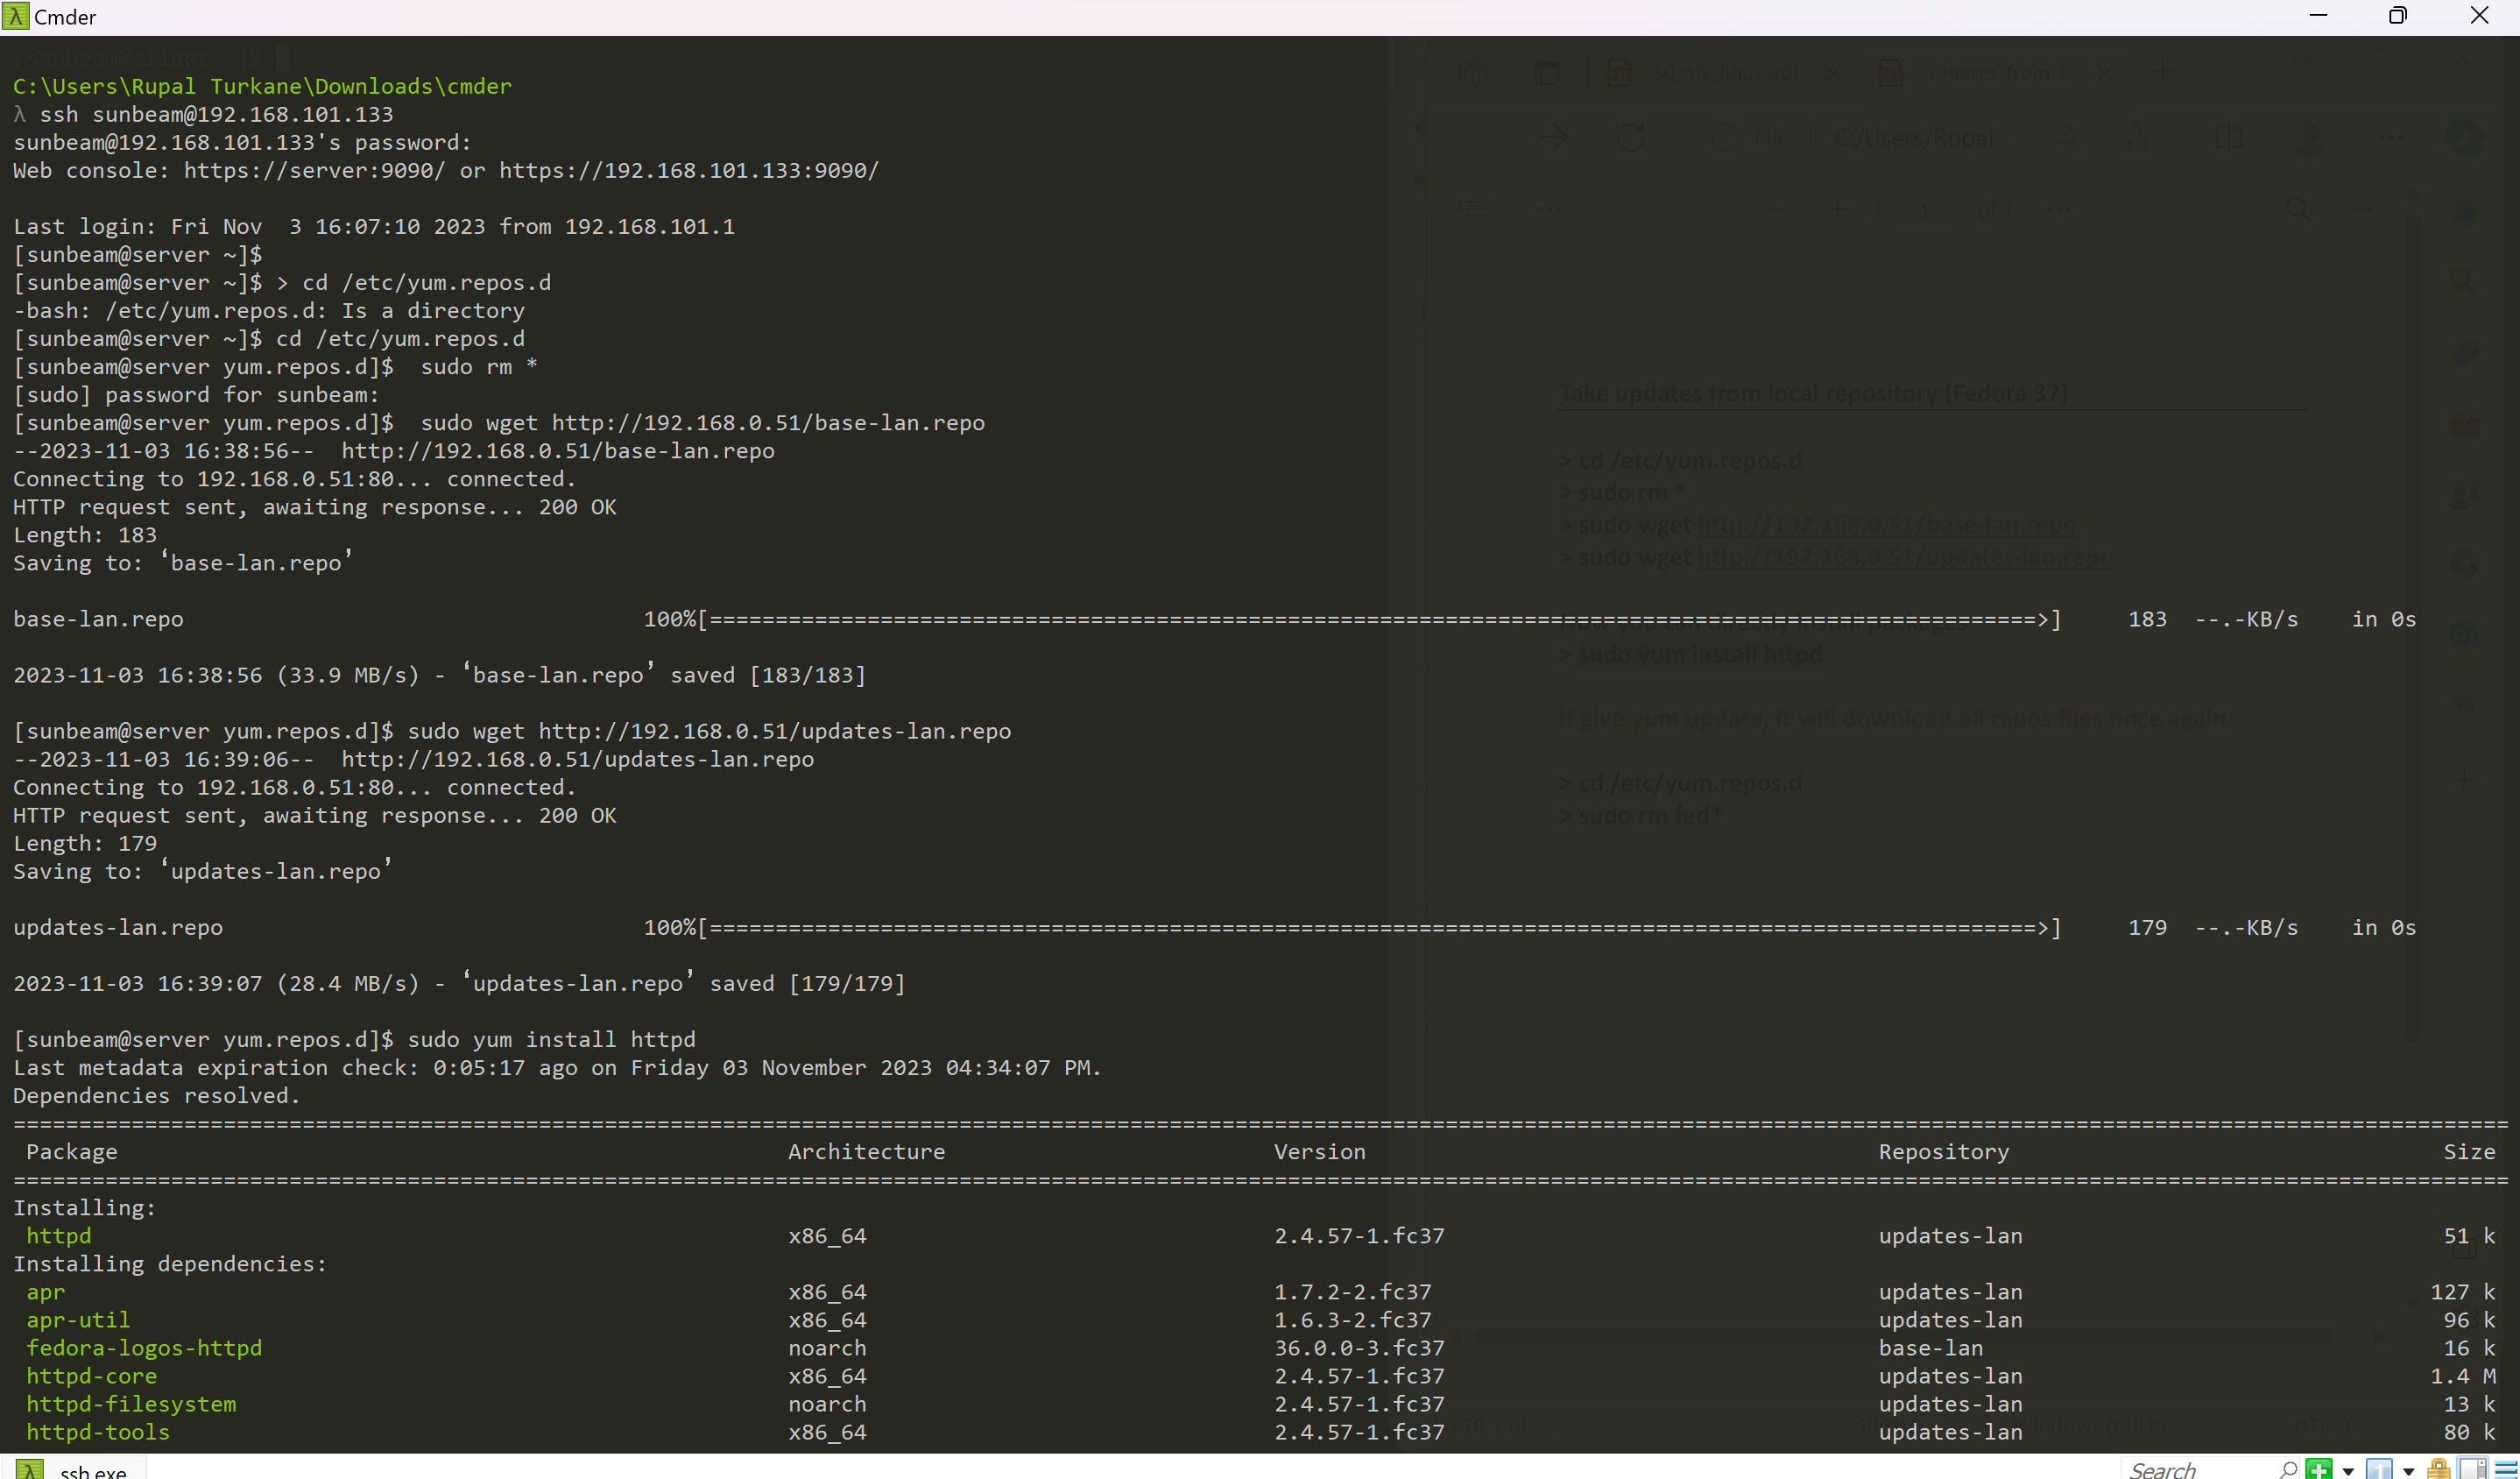 Cmder
[sunbeam@client ~]$
C:\Users\Rupal Turkane\Downloads\cmder
λ ssh sunbeam@192.168.101.133
sunbeam@192.168.101.133's password:
Web console: https://server:9090/ or https://192.168.101.133:9090/
Last login: Fri Nov  3 16:07:10 2023 from 192.168.101.1
[sunbeam@server ~]$
[sunbeam@server ~]$ > cd /etc/yum.repos.d
-bash: /etc/yum.repos.d: Is a directory
[sunbeam@server ~]$ cd /etc/yum.repos.d
[sunbeam@server yum.repos.d]$  sudo rm *
[sudo] password for sunbeam:
[sunbeam@server yum.repos.d]$  sudo wget http://192.168.0.51/base-lan.repo
--2023-11-03 16:38:56--  http://192.168.0.51/base-lan.repo
Connecting to 192.168.0.51:80... connected.
HTTP request sent, awaiting response... 200 OK
Length: 183
Saving to: ‘base-lan.repo’
base-lan.repo 100%[=====================================================================================================>] 183 --.-KB/s in 0s
2023-11-03 16:38:56 (33.9 MB/s) - ‘base-lan.repo’ saved [183/183]
[sunbeam@server yum.repos.d]$ sudo wget http://192.168.0.51/updates-lan.repo
--2023-11-03 16:39:06--  http://192.168.0.51/updates-lan.repo
Connecting to 192.168.0.51:80... connected.
HTTP request sent, awaiting response... 200 OK
Length: 179
Saving to: ‘updates-lan.repo’
updates-lan.repo 100%[=====================================================================================================>] 179 --.-KB/s in 0s
2023-11-03 16:39:07 (28.4 MB/s) - ‘updates-lan.repo’ saved [179/179]
[sunbeam@server yum.repos.d]$ sudo yum install httpd
Last metadata expiration check: 0:05:17 ago on Friday 03 November 2023 04:34:07 PM.
Dependencies resolved.
Package Architecture Version Repository Size
Installing:
httpd x86_64 2.4.57-1.fc37 updates-lan 51 k
Installing dependencies:
apr x86_64 1.7.2-2.fc37 updates-lan 127 k
apr-util x86_64 1.6.3-2.fc37 updates-lan 96 k
fedora-logos-httpd noarch 36.0.0-3.fc37 base-lan 16 k
httpd-core x86_64 2.4.57-1.fc37 updates-lan 1.4 M
httpd-filesystem noarch 2.4.57-1.fc37 updates-lan 13 k
httpd-tools x86_64 2.4.57-1.fc37 updates-lan 80 k
File C:/Users/Rupal...
1 of 1
Take updates from local repository (Fedora 37)
> cd /etc/yum.repos.d
> sudo rm *
> sudo wget http://192.168.0.51/base-lan.repo
> sudo wget http://192.168.0.51/updates-lan.repo
> sudo yum install httpd
If give yum update, it will download all repos files once again
> cd /etc/yum.repos.d
> sudo rm fed*
ssh.exe
Search